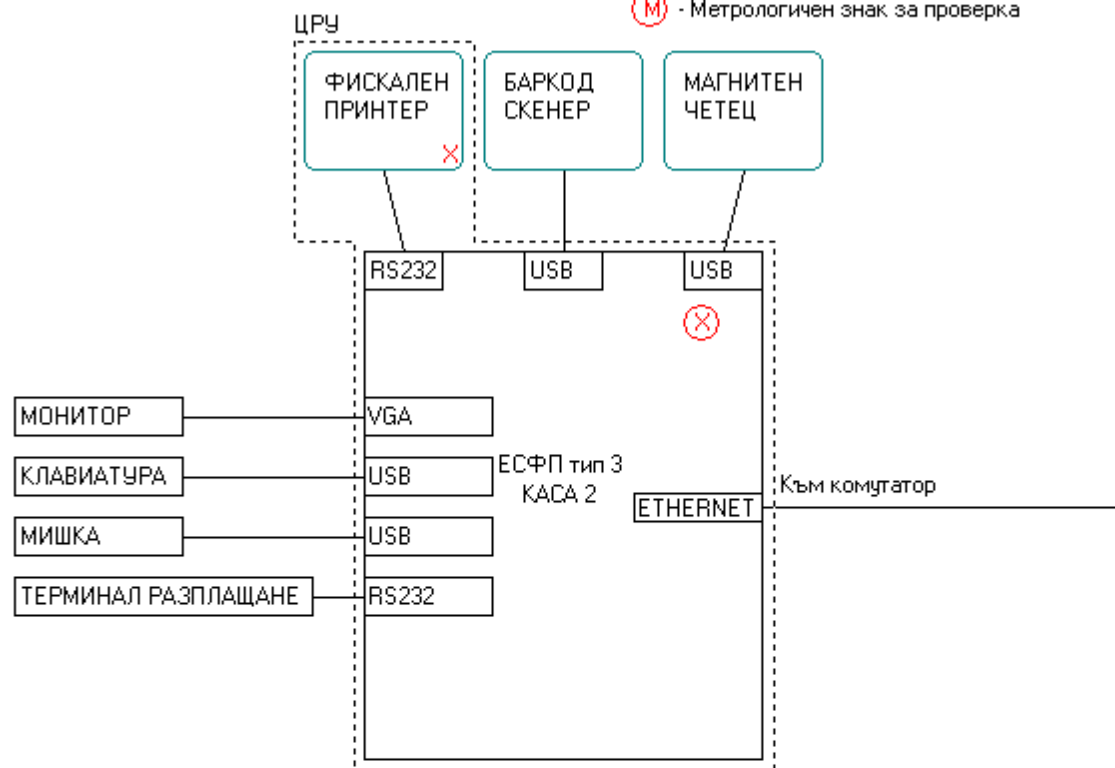 М - Метрологичен знак за проверка
ЦРУ
ФИСКАЛЕН
ПРИНТЕР
X
БАРКОД
СКЕНЕР
МАГНИТЕН
ЧЕТЕЦ
RS232
USB
USB
X
МОНИТОР
VGA
КЛАВИАТУРА
USB
ЕСФП тип 3
КАСА 2
МИШКА
USB
ETHERNET
Към комутатор
ТЕРМИНАЛ РАЗПЛАЩАНЕ
RS232